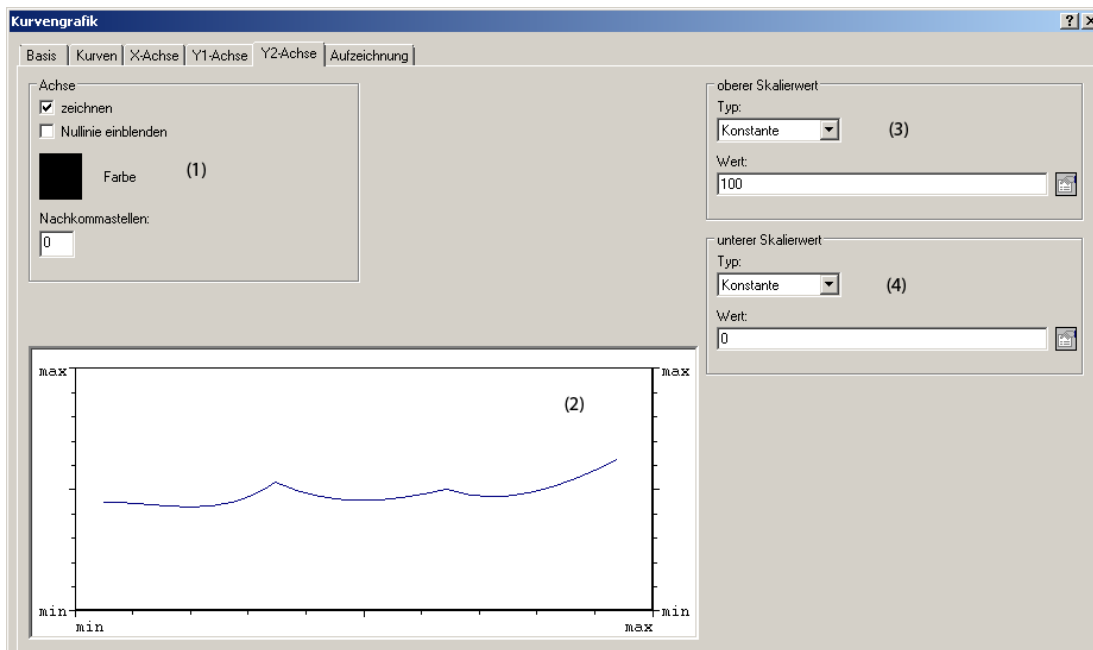 Kurvengrafik
Basis Kurven X-Achse Y1-Achse Y2-Achse Aufzeichnung
Achse
zeichnen
Nullinie einblenden
Farbe
(1)
Nachkommastellen:
0
oberer Skalierwert
Typ:
Konstante
(3)
Wert:
100
unterer Skalierwert
Typ:
Konstante
(4)
Wert:
0
max max
(2)
min min
min max